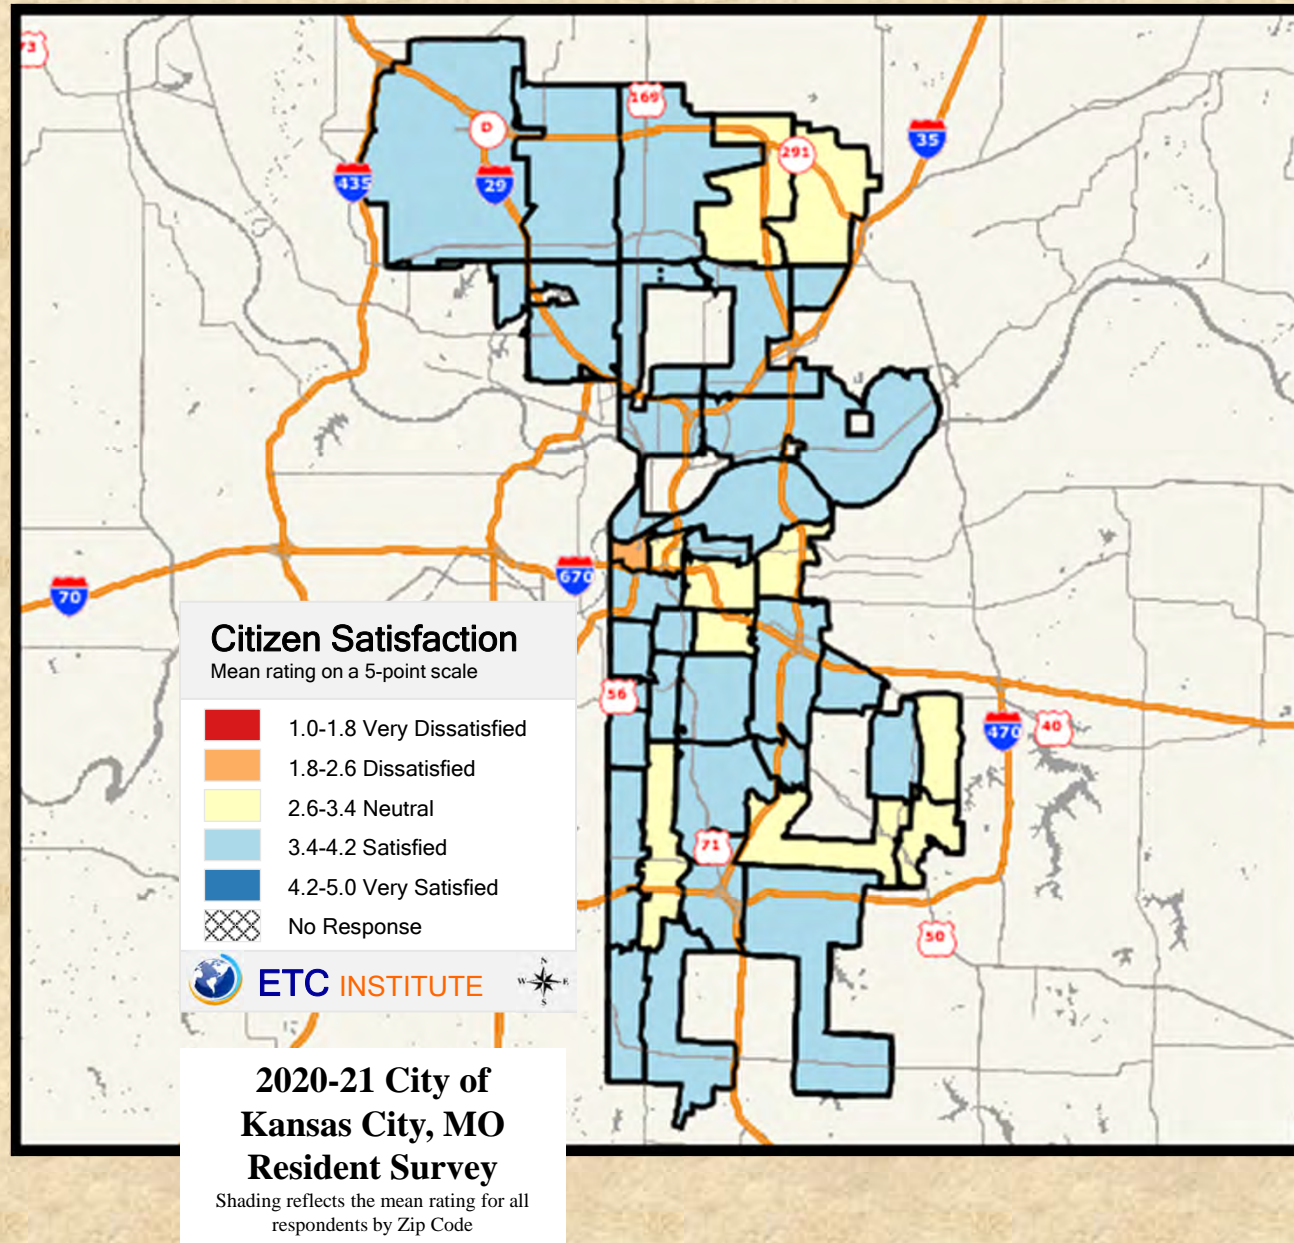 73
169
D
291
35
435
29
70
670
56
40
470
71
50
Citizen Satisfaction
Mean rating on a 5-point scale
1.0-1.8 Very Dissatisfied
1.8-2.6 Dissatisfied
2.6-3.4 Neutral
3.4-4.2 Satisfied
4.2-5.0 Very Satisfied
No Response
ETC INSTITUTE
N
W E
S
2020-21 City of
Kansas City, MO
Resident Survey
Shading reflects the mean rating for all
respondents by Zip Code